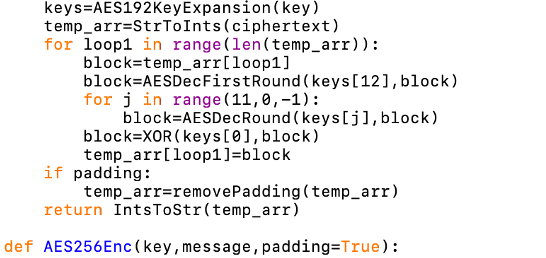 keys=AES192KeyExpansion(key)
temp_arr=StrToInts(ciphertext)
for loop1 in range(len(temp_arr)):
block=temp_arr[loop1]
block=AESDecFirstRound(keys[12],block)
for j in range(11,0,-1):
block=AESDecRound(keys[j],block)
block=XOR(keys[0],block)
temp_arr[loop1]=block
if padding:
temp_arr=removePadding(temp_arr)
return IntsToStr(temp_arr)
def AES256Enc(key,message,padding=True):